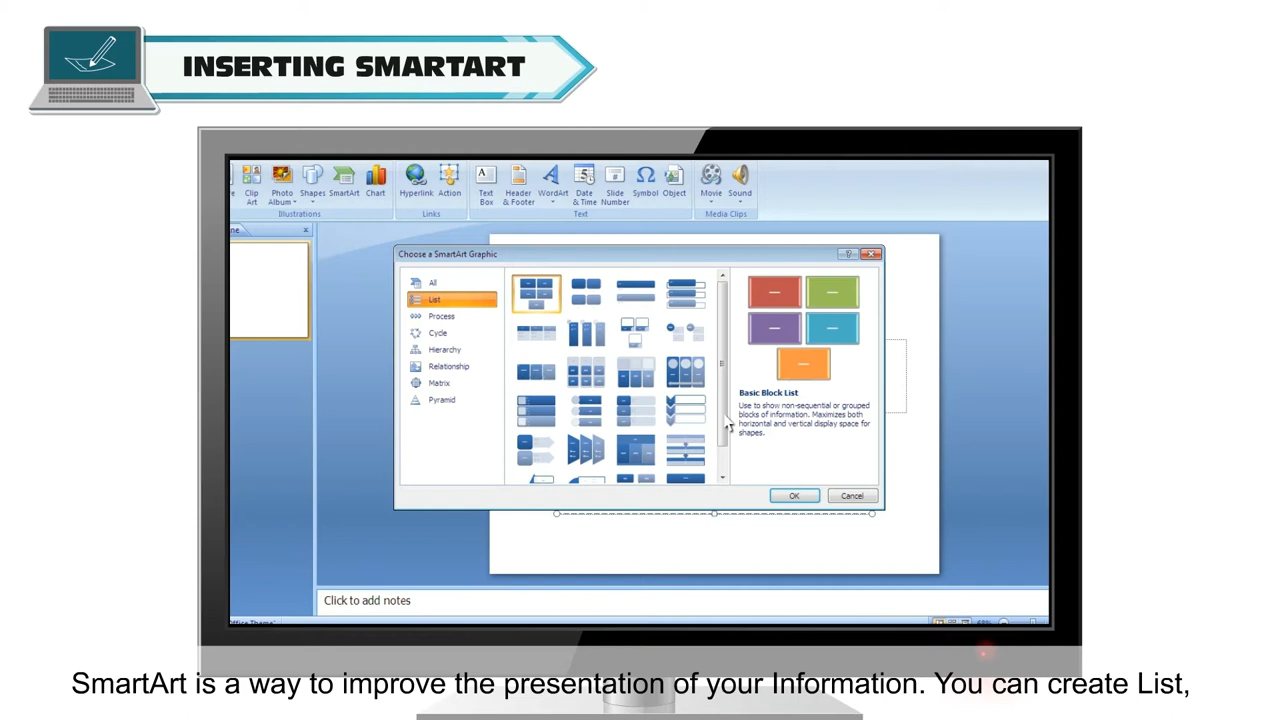 INSERTING SMARTART
Clip Art
Photo Album
Shapes
SmartArt
Chart
Hyperlink
Action
Text Box
Header & Footer
WordArt
Date & Time
Slide Number
Symbol
Object
Movie
Sound
Illustrations
Links
Text
Media Clips
Choose a SmartArt Graphic
All
List
Process
Cycle
Hierarchy
Relationship
Matrix
Pyramid
Basic Block List
Use to show non-sequential or grouped
blocks of information. Maximizes both
horizontal and vertical display space for
shapes.
OK
Cancel
Click to add notes
SmartArt is a way to improve the presentation of your Information. You can create List,